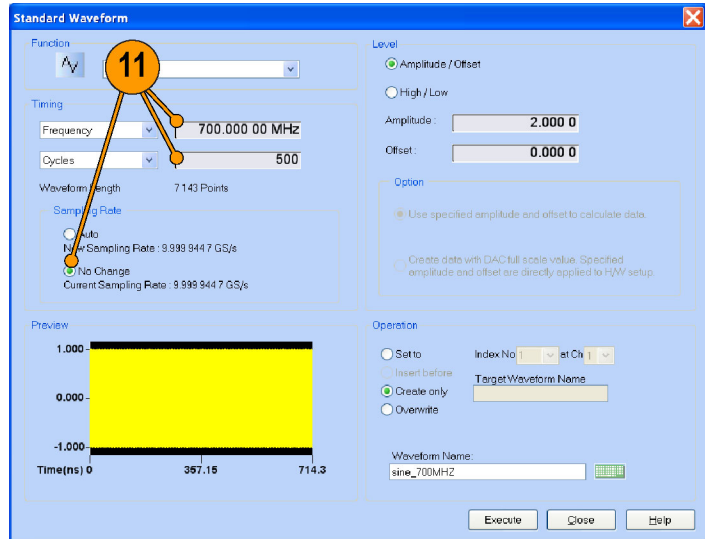 Standard Waveform
Function
11
Timing
Frequency 700.000 00 MHz
Cycles 500
Waveform Length 7143 Points
Sampling Rate
Auto
New Sampling Rate : 9.999 944 7 GS/s
No Change
Current Sampling Rate : 9.999 944 7 GS/s
Level
Amplitude / Offset
High / Low
Amplitude : 2.000 0
Offset : 0.000 0
Option
Use specified amplitude and offset to calculate data.
Create data with DAC full scale value. Specified
amplitude and offset are directly applied to H/W setup.
Preview
1.000
0.000
-1.000
Time(ns) 0 357.15 714.3
Operation
Set to Index No 1 at Ch 1
Insert before Target Waveform Name
Create only
Overwrite
Waveform Name:
sine_700MHZ
Execute Close Help